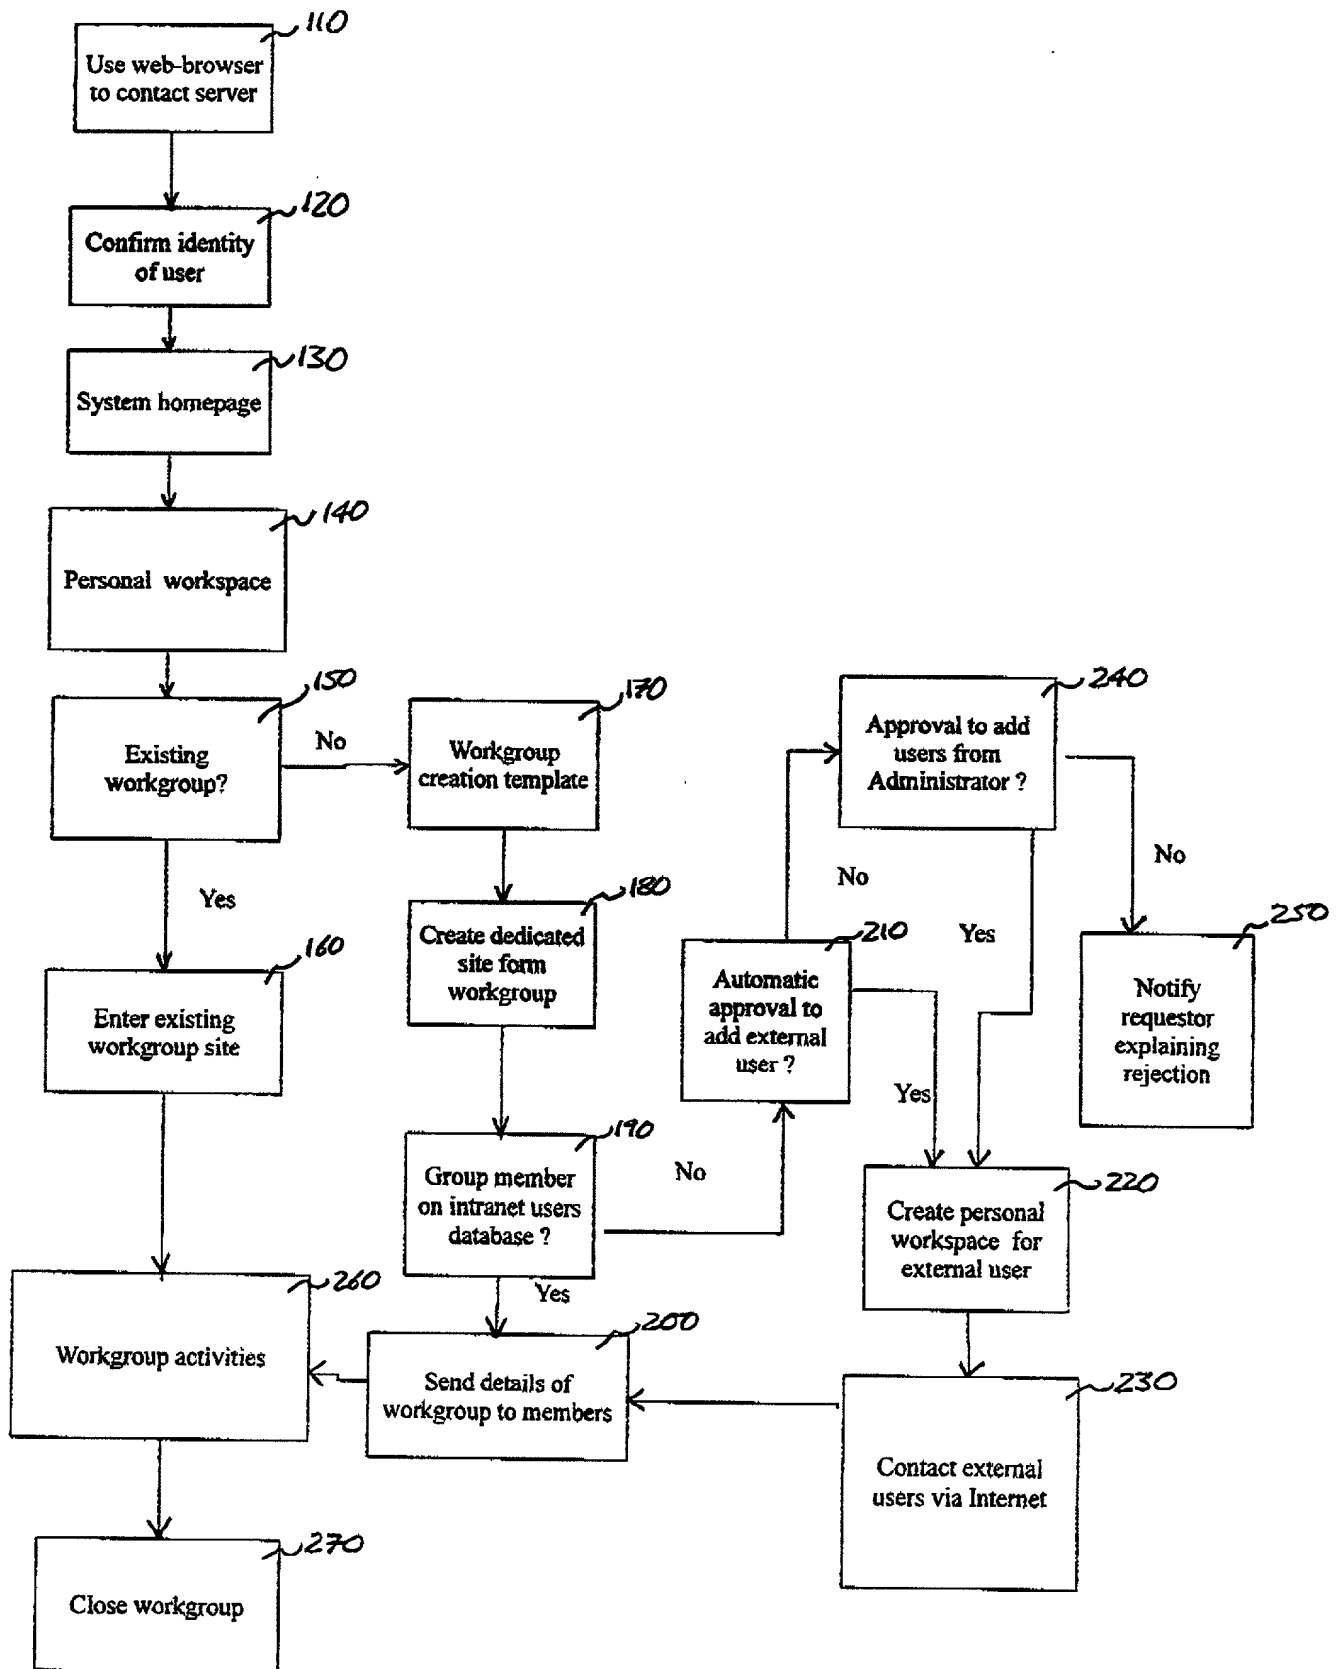 110
Use web-browser
to contact server
120
Confirm identity
of user
130
System homepage
140
Personal workspace
150
Existing
workgroup?
No
Yes
160
Enter existing
workgroup site
170
Workgroup
creation template
180
Create dedicated
site form
workgroup
190
Group member
on intranet users
database ?
No
Yes
200
Send details of
workgroup to members
210
Automatic
approval to
add external
user ?
No
Yes
240
Approval to add
users from
Administrator ?
Yes
No
250
Notify
requestor
explaining
rejection
220
Create personal
workspace for
external user
230
Contact external
users via Internet
260
Workgroup activities
270
Close workgroup